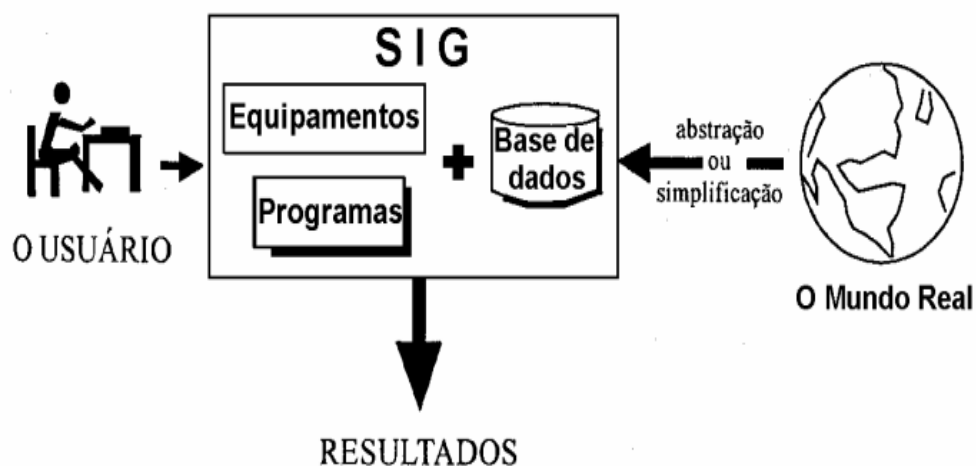 S I G
Equipamentos
Programas
Base de
dados
abstração
ou
simplificação
O USUÁRIO
O Mundo Real
RESULTADOS